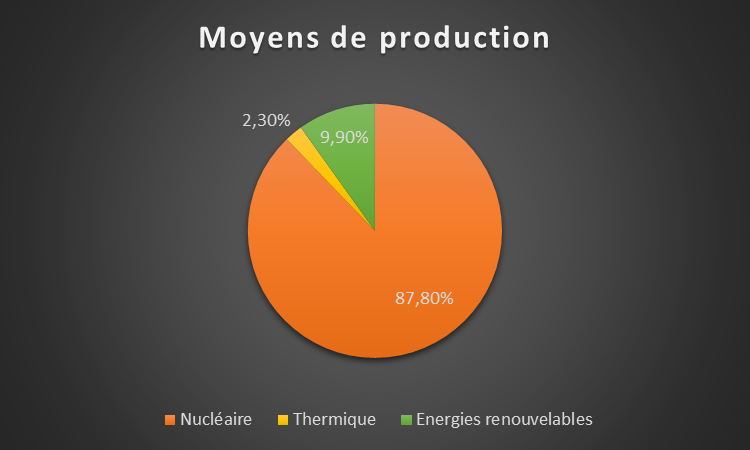 Moyens de production
2,30%
9,90%
87,80%
Nucléaire
Thermique
Energies renouvelables